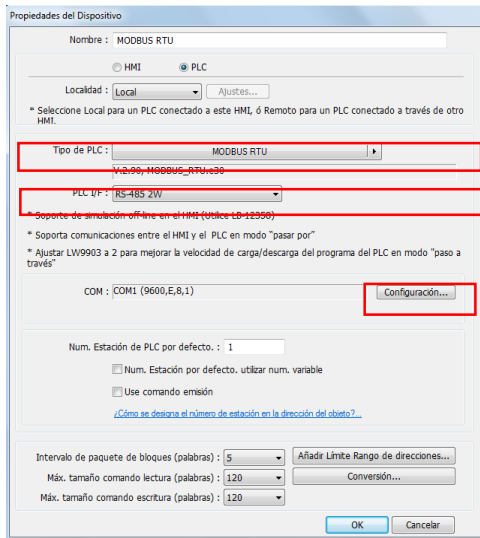 Propiedades del Dispositivo
Nombre : MODBUS RTU
HMI PLC
Localidad : Local Ajustes...
* Seleccione Local para un PLC conectado a este HMI, ó Remoto para un PLC conectado a través de otro
HMI.
Tipo de PLC : MODBUS RTU
V.2.90, MODBUS_RTU.e30
PLC I/F : RS-485 2W
* Soporte de simulación off-line en el HMI (Utilice LB-12358)
* Soporta comunicaciones entre el HMI y el PLC en modo "pasar por"
* Ajustar LW9903 a 2 para mejorar la velocidad de carga/descarga del programa del PLC en modo "paso a
través"
COM : COM1 (9600,E,8,1) Configuración...
Num. Estación de PLC por defecto. : 1
Num. Estación por defecto. utilizar num. variable
Use comando emisión
¿Cómo se designa el número de estación en la dirección del objeto?...
Intervalo de paquete de bloques (palabras) : 5 Añadir Límite Rango de direcciones...
Máx. tamaño comando lectura (palabras) : 120 Conversión...
Máx. tamaño comando escritura (palabras) : 120
OK Cancelar